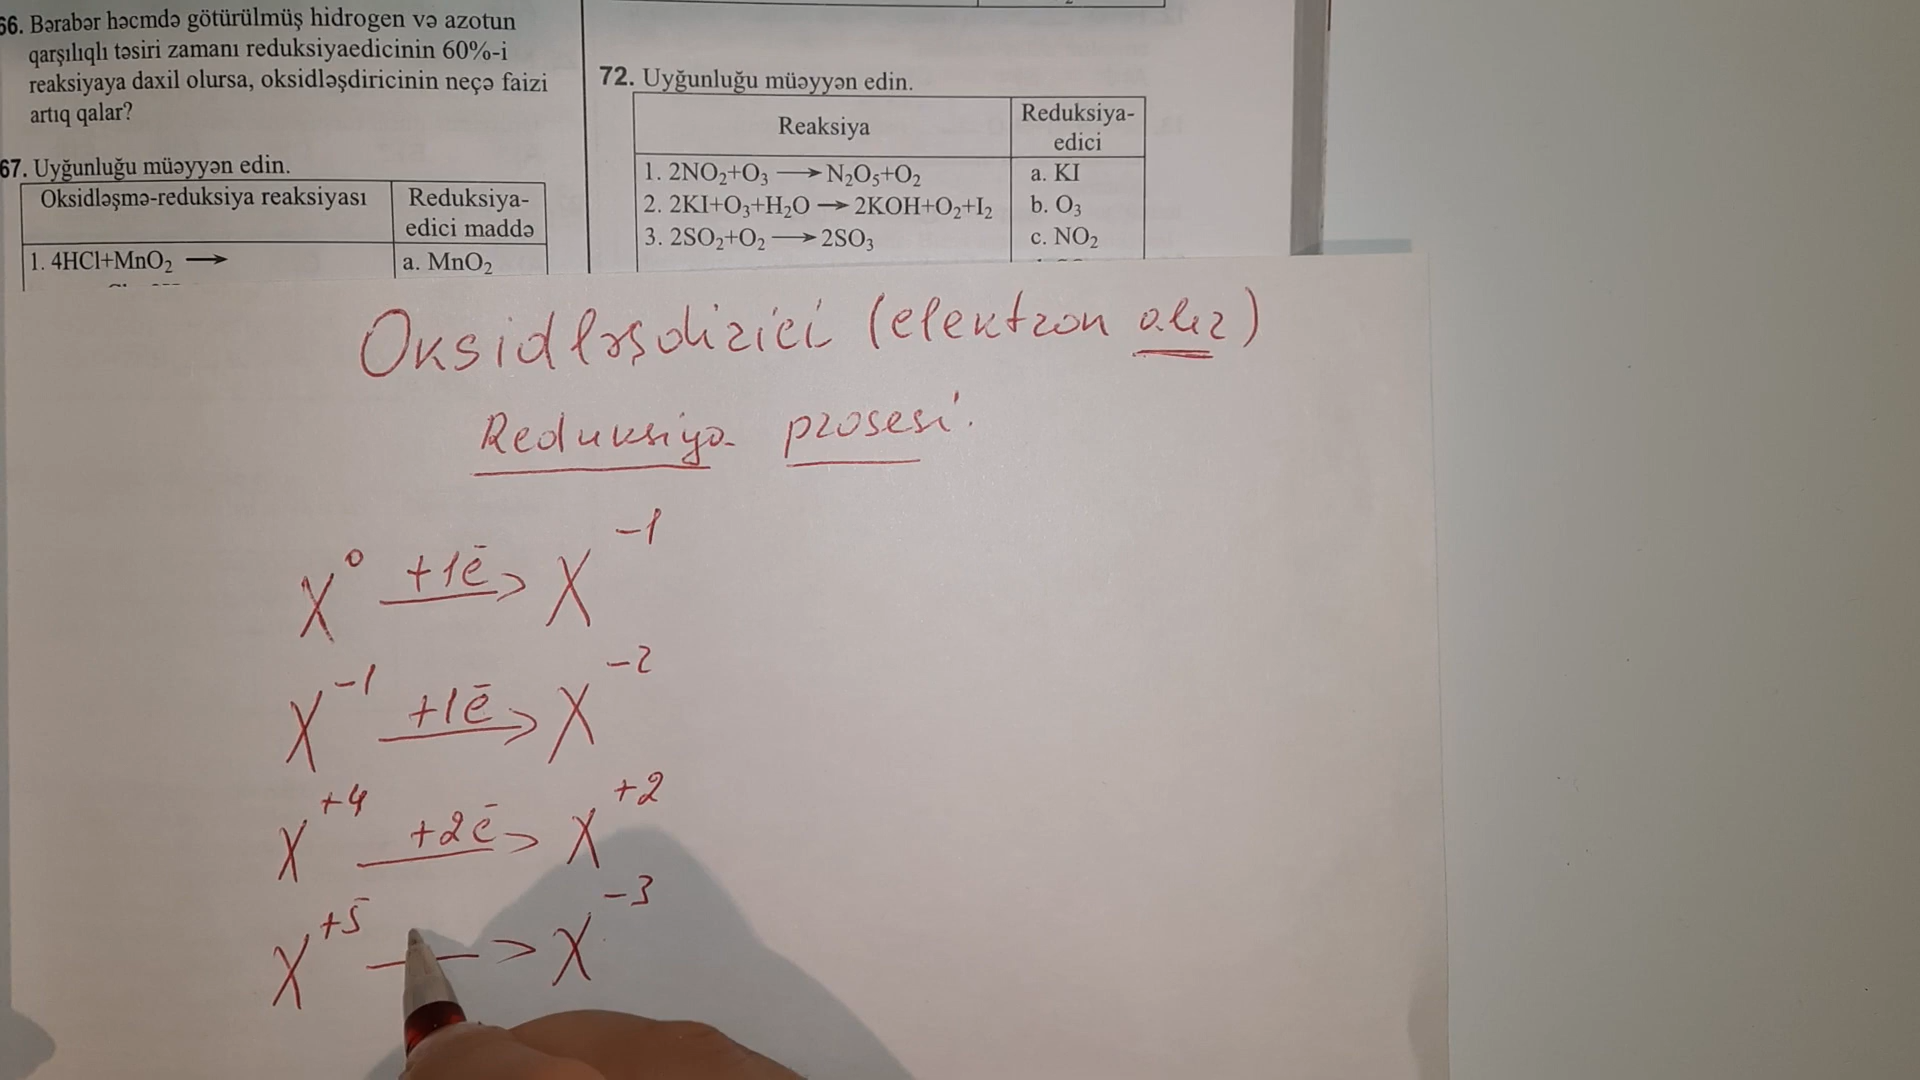 66. Bərabər həcmdə götürülmüş hidrogen və azotun
qarşılıqlı təsiri zamanı reduksiyaedicinin 60%-i
reaksiyaya daxil olursa, oksidləşdiricinin neçə faizi
artıq qalar?
67. Uyğunluğu müəyyən edin.
Oksidləşmə-reduksiya reaksiyası
Reduksiya-
edici maddə
1. 4HCl+MnO₂ ⟶
a. MnO₂
72. Uyğunluğu müəyyən edin.
Reaksiya
Reduksiya-
edici
1. 2NO₂+O₃ ⟶ N₂O₅+O₂
a. KI
2. 2KI+O₃+H₂O ⟶ 2KOH+O₂+I₂
b. O₃
3. 2SO₂+O₂ ⟶ 2SO₃
c. NO₂
Oksidləşdirici (elektron alır)
Reduksiya prosesi.
X⁰ +1ē> X⁻¹
X⁻¹ +1ē> X⁻²
X⁺⁴ +2ē> X⁺²
X⁺⁵ —> X⁻³